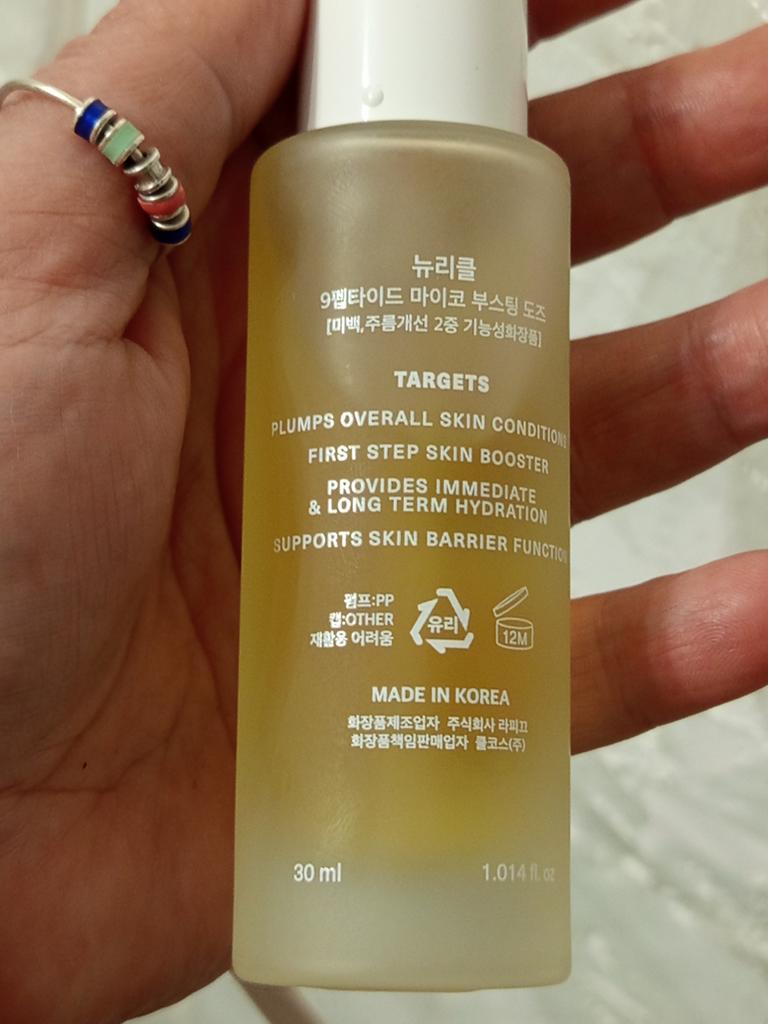 뉴리클
9펩타이드 마이코 부스팅 도즈
[미백,주름개선 2중 기능성화장품]
TARGETS
PLUMPS OVERALL SKIN CONDITIONS
FIRST STEP SKIN BOOSTER
PROVIDES IMMEDIATE
& LONG TERM HYDRATION
SUPPORTS SKIN BARRIER FUNCTION
펌프:PP
캡:OTHER
재활용 어려움
유리
12M
MADE IN KOREA
화장품제조업자 주식회사 라피끄
화장품책임판매업자 클코스(주)
30 ml 1.014 fl. oz